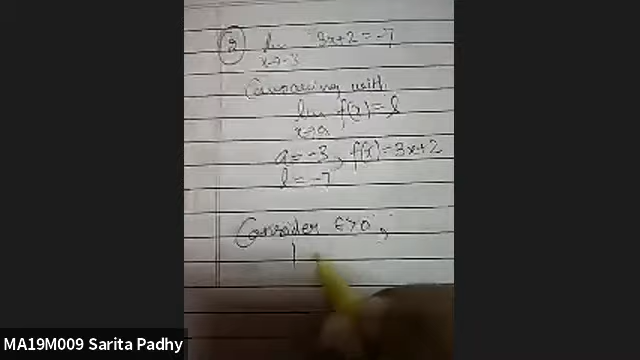 2 lim 3x+2=-7
x→-3
Comparing with
lim f(x)=l
x→a
a=-3, f(x)=3x+2
l=-7
Consider ε>0,
|
MA19M009 Sarita Padhy